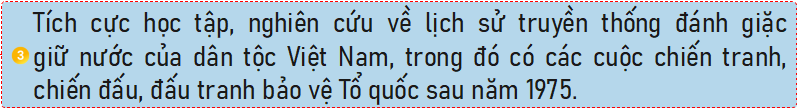 Tích cực học tập, nghiên cứu về lịch sử truyền thống đánh giặc
3 giữ nước của dân tộc Việt Nam, trong đó có các cuộc chiến tranh,
chiến đấu, đấu tranh bảo vệ Tổ quốc sau năm 1975.